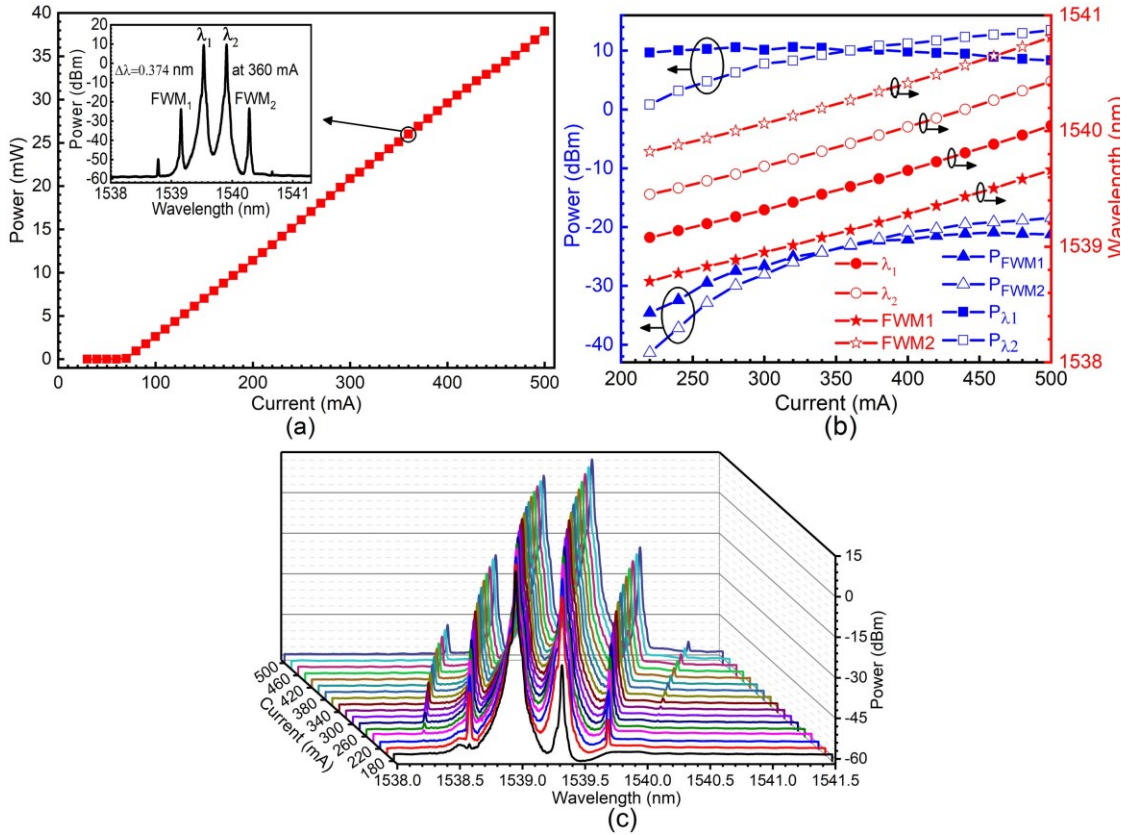 40
35
30
25
20
15
10
5
0
Power (mW)
0 100 200 300 400 500
Current (mA)
(a)
20
10
0
-10
-20
-30
-40
-50
-60
Power (dBm)
λ1 λ2
Δλ=0.374 nm at 360 mA
FWM1 FWM2
1538 1539 1540 1541
Wavelength (nm)
10
0
-10
-20
-30
-40
Power (dBm)
1541
1540
1539
1538
Wavelength (nm)
λ1 PFWM1
λ2 PFWM2
FWM1 Pλ1
FWM2 Pλ2
200 250 300 350 400 450 500
Current (mA)
(b)
15
0
-15
-30
-45
-60
Power (dBm)
500
460
420
380
340
300
260
220
180
Current (mA)
1538.0 1538.5 1539.0 1539.5 1540.0 1540.5 1541.0 1541.5
Wavelength (nm)
(c)